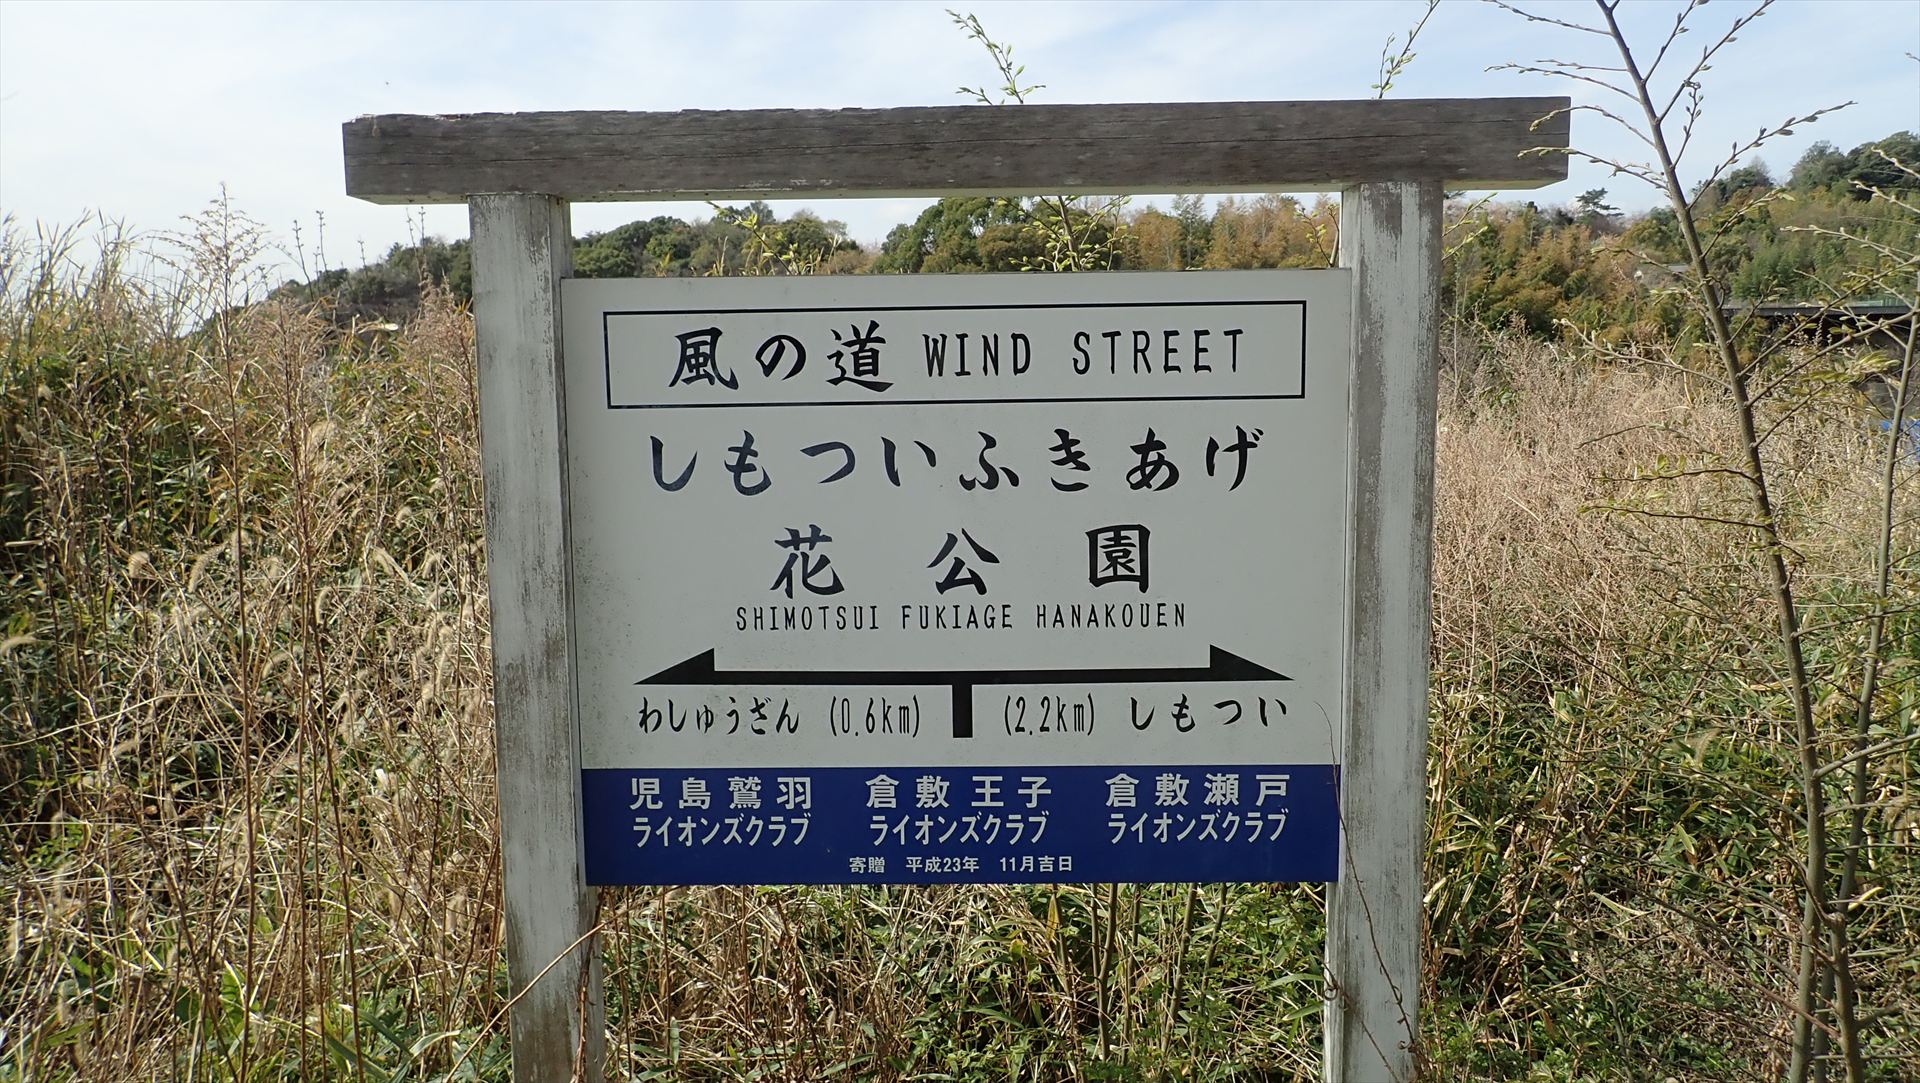 風の道 WIND STREET
しもついふきあげ
花公園
SHIMOTSUI FUKIAGE HANAKOUEN
わしゅうざん (0.6km) (2.2km) しもつい
児島鷲羽 倉敷王子 倉敷瀬戸
ライオンズクラブ ライオンズクラブ ライオンズクラブ
寄贈 平成23年 11月吉日